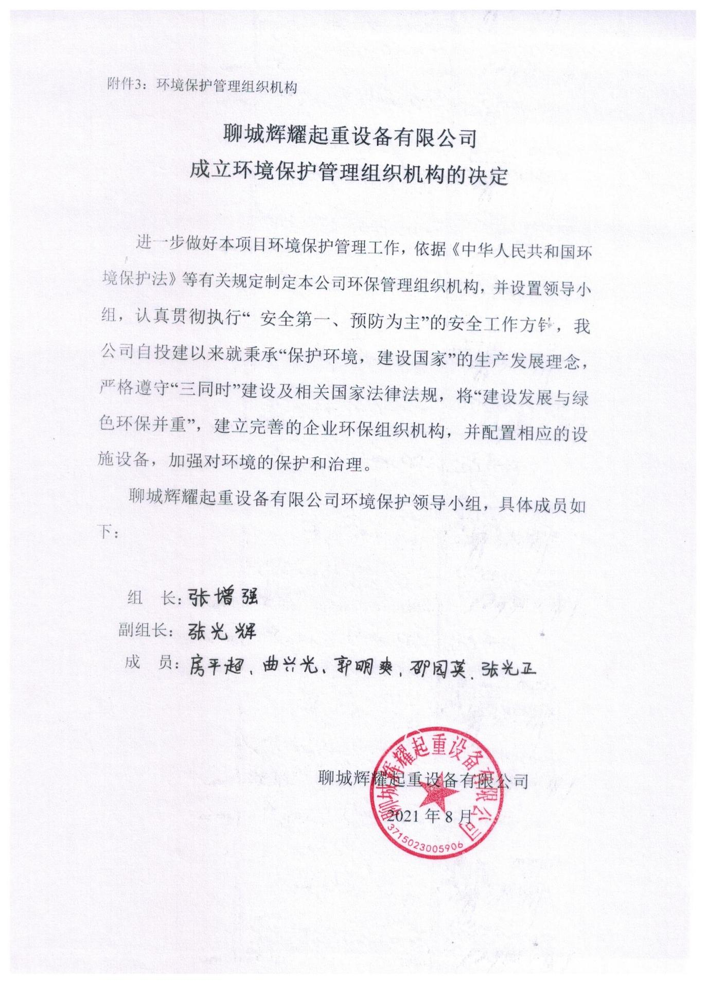 附件3：环境保护管理组织机构
聊城辉耀起重设备有限公司
成立环境保护管理组织机构的决定
进一步做好本项目环境保护管理工作，依据《中华人民共和国环
境保护法》等有关规定制定本公司环保管理组织机构，并设置领导小
组，认真贯彻执行“ 安全第一、预防为主”的安全工作方针，我
公司自投建以来就秉承“保护环境，建设国家”的生产发展理念，
严格遵守“三同时”建设及相关国家法律法规，将“建设发展与绿
色环保并重”，建立完善的企业环保组织机构，并配置相应的设
施设备，加强对环境的保护和治理。
聊城辉耀起重设备有限公司环境保护领导小组，具体成员如
下：
组 长：张增强
副组长：张光辉
成 员：房平超、曲兴光、郭明爽、邵园英、张光正
聊城辉耀起重设备有限公司
2021 年 8 月
聊城辉耀起重设备有限公司
3715023005906